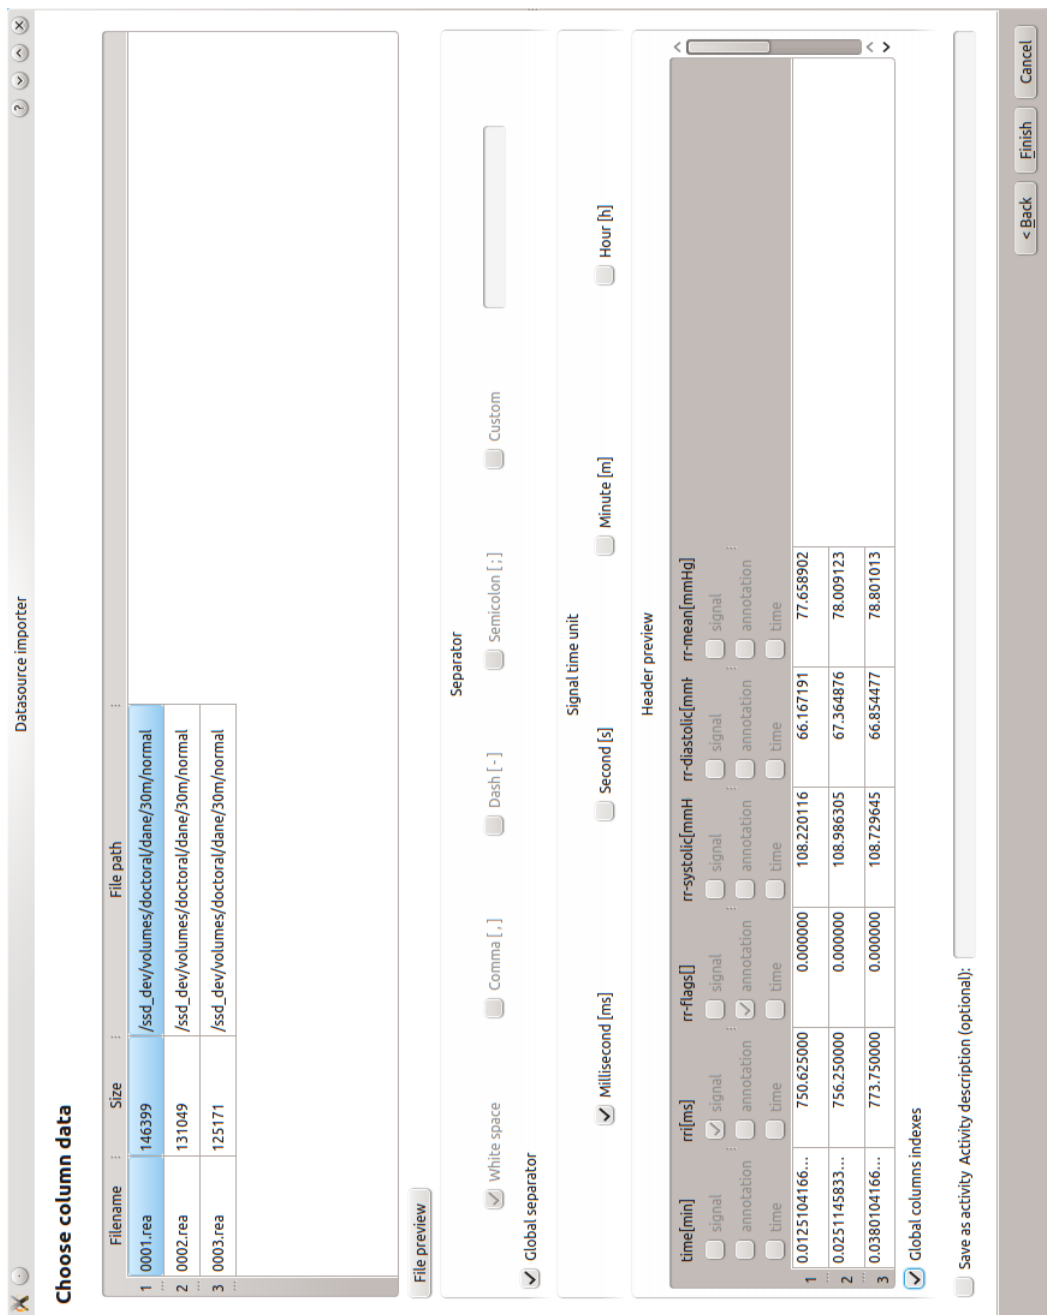 Datasource importer
Choose column data
Filename Size File path
1 0001.rea 146399 /ssd_dev/volumes/doctoral/dane/30m/normal
2 0002.rea 131049 /ssd_dev/volumes/doctoral/dane/30m/normal
3 0003.rea 125171 /ssd_dev/volumes/doctoral/dane/30m/normal
File preview
Separator
White space Comma [ , ] Dash [ - ] Semicolon [ ; ] Custom
Global separator
Signal time unit
Millisecond [ms] Second [s] Minute [m] Hour [h]
Header preview
time[min] rri[ms] rr-flags[] rr-systolic[mmH rr-diastolic[mmH rr-mean[mmHg]
signal signal signal signal signal signal
annotation annotation annotation annotation annotation annotation
time time time time time time
1 0.0125104166... 750.625000 0.000000 108.220116 66.167191 77.658902
2 0.0251145833... 756.250000 0.000000 108.986305 67.364876 78.009123
3 0.0380104166... 773.750000 0.000000 108.729645 66.854477 78.801013
Global columns indexes
Save as activity Activity description (optional):
< Back Finish Cancel